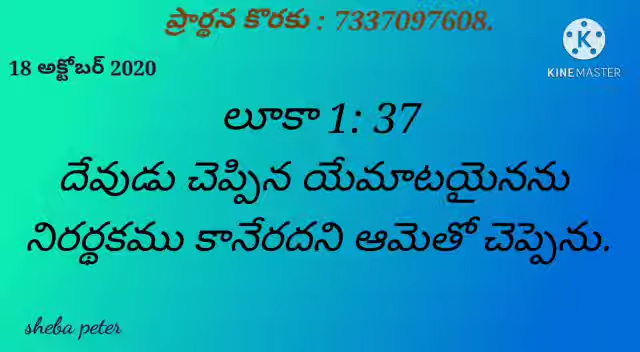 ప్రార్థన కొరకు : 7337097608.
18 అక్టోబర్ 2020
KINEMASTER
లూకా 1: 37
దేవుడు చెప్పిన యేమాటయైనను
నిరర్థకము కానేరదని ఆమెతో చెప్పెను.
sheba peter